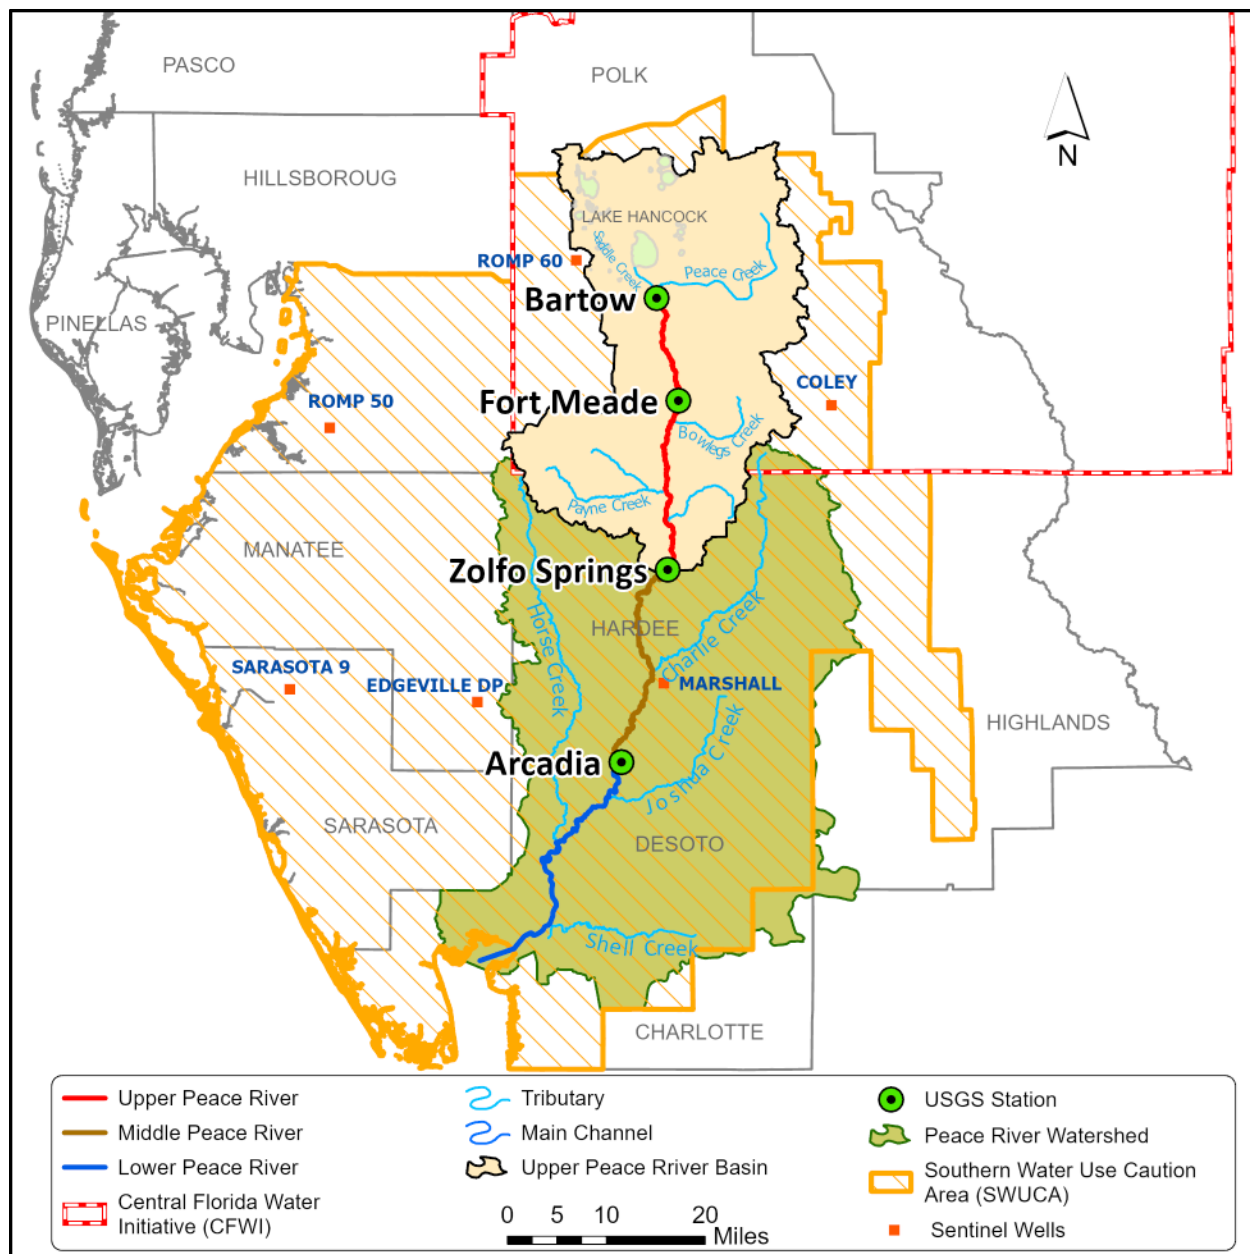 PASCO
POLK
N
HILLSBOROUG
LAKE HANCOCK
Saddle Creek
ROMP 60
Peace Creek
Bartow
PINELLAS
COLEY
ROMP 50
Fort Meade
Bowlegs Creek
Payne Creek
MANATEE
Zolfo Springs
Horse Creek
HARDEE
Charlie Creek
SARASOTA 9
EDGEVILLE DP
MARSHALL
HIGHLANDS
Arcadia
Joshua Creek
SARASOTA
DESOTO
Shell Creek
CHARLOTTE
Upper Peace River
Middle Peace River
Lower Peace River
Central Florida Water
Initiative (CFWI)
Tributary
Main Channel
Upper Peace Rriver Basin
0 5 10 20
Miles
USGS Station
Peace River Watershed
Southern Water Use Caution
Area (SWUCA)
Sentinel Wells